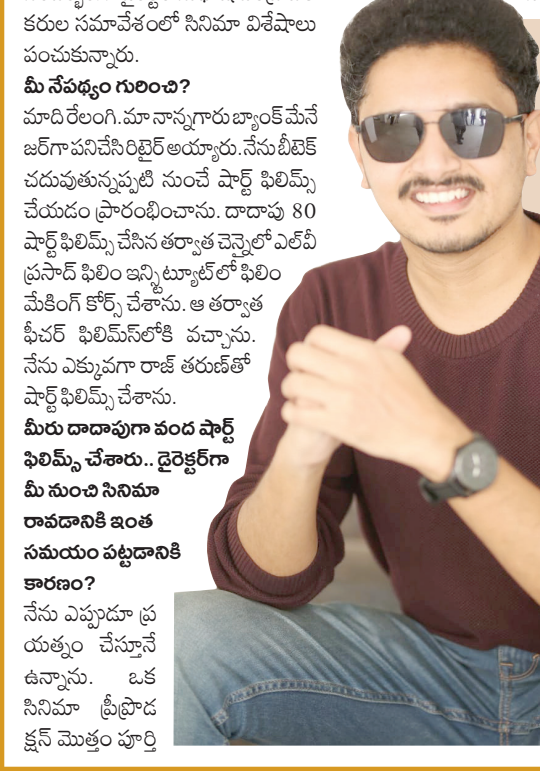 కరుల సమావేశంలో సినిమా విశేషాలు
పంచుకున్నారు.
మీ నేపథ్యం గురించి?
మాది రేలంగి. మా నాన్నగారు బ్యాంక్ మేనే
జర్‌గా పనిచేసి రిటైర్ అయ్యారు. నేను బీటెక్
చదువుతున్నప్పటి నుంచే షార్ట్ ఫిలిమ్స్
చేయడం ప్రారంభించాను. దాదాపు 80
షార్ట్ ఫిలిమ్స్ చేసిన తర్వాత చెన్నైలో ఎల్‌వీ
ప్రసాద్ ఫిలిం ఇన్స్టిట్యూట్‌లో ఫిలిం
మేకింగ్ కోర్స్ చేశాను. ఆ తర్వాత
ఫీచర్ ఫిలిమ్స్‌లోకి వచ్చాను.
నేను ఎక్కువగా రాజ్ తరుణ్‌తో
షార్ట్ ఫిలిమ్స్ చేశాను.
మీరు దాదాపుగా వంద షార్ట్
ఫిలిమ్స్ చేశారు.. డైరెక్టర్‌గా
మీ నుంచి సినిమా
రావడానికి ఇంత
సమయం పట్టడానికి
కారణం?
నేను ఎప్పుడూ ప్ర
యత్నం చేస్తూనే
ఉన్నాను. ఒక
సినిమా ప్రీప్రొడ
క్షన్ మొత్తం పూర్తి